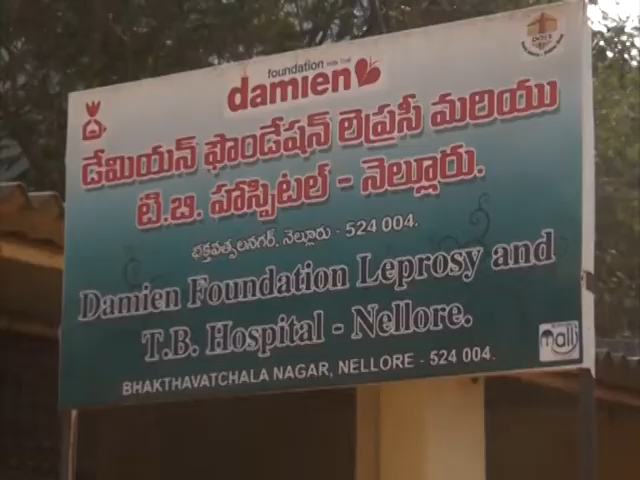 foundation
damien
డేమియన్ ఫౌండేషన్ లెప్రసీ మరియు
టి.బి. హాస్పిటల్ - నెల్లూరు.
భక్తవత్సలనగర్, నెల్లూరు - 524 004.
Damien Foundation Leprosy and
T.B. Hospital - Nellore.
malli
BHAKTHAVATCHALA NAGAR, NELLORE - 524 004.